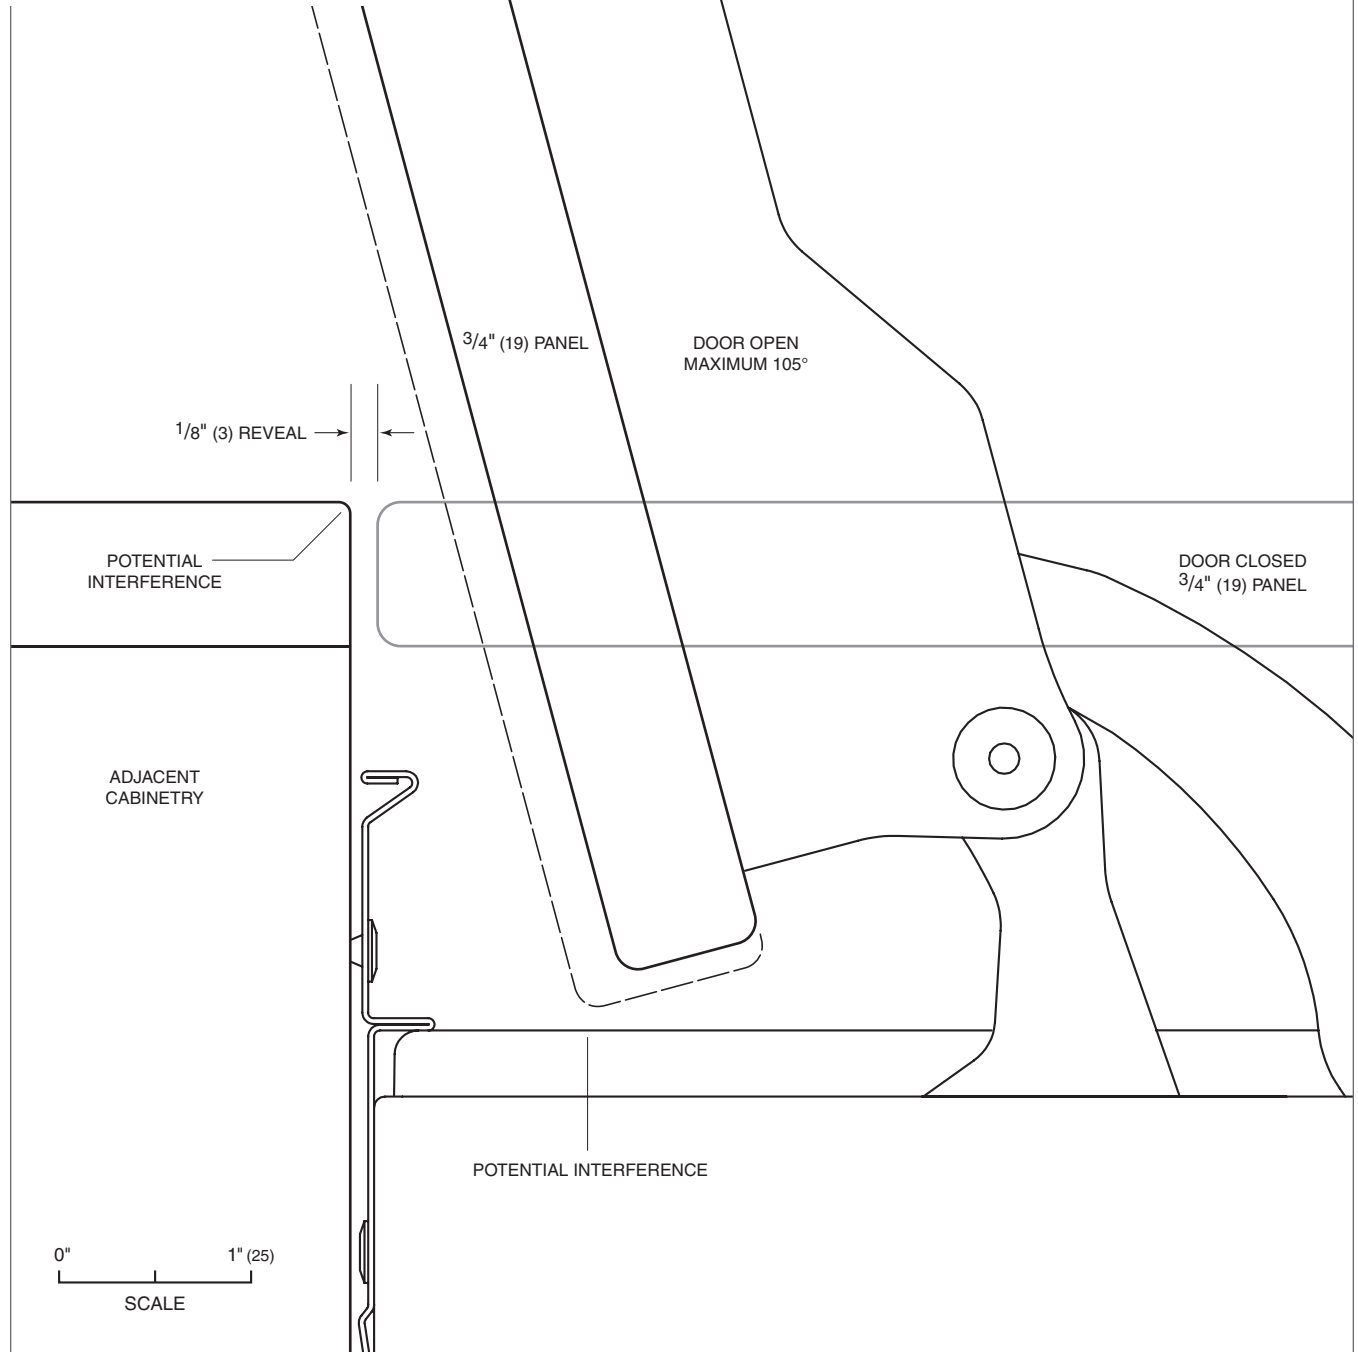 3/4" (19) PANEL
DOOR OPEN
MAXIMUM 105°
1/8" (3) REVEAL
POTENTIAL
INTERFERENCE
DOOR CLOSED
3/4" (19) PANEL
ADJACENT
CABINETRY
POTENTIAL INTERFERENCE
0" 1" (25)
SCALE